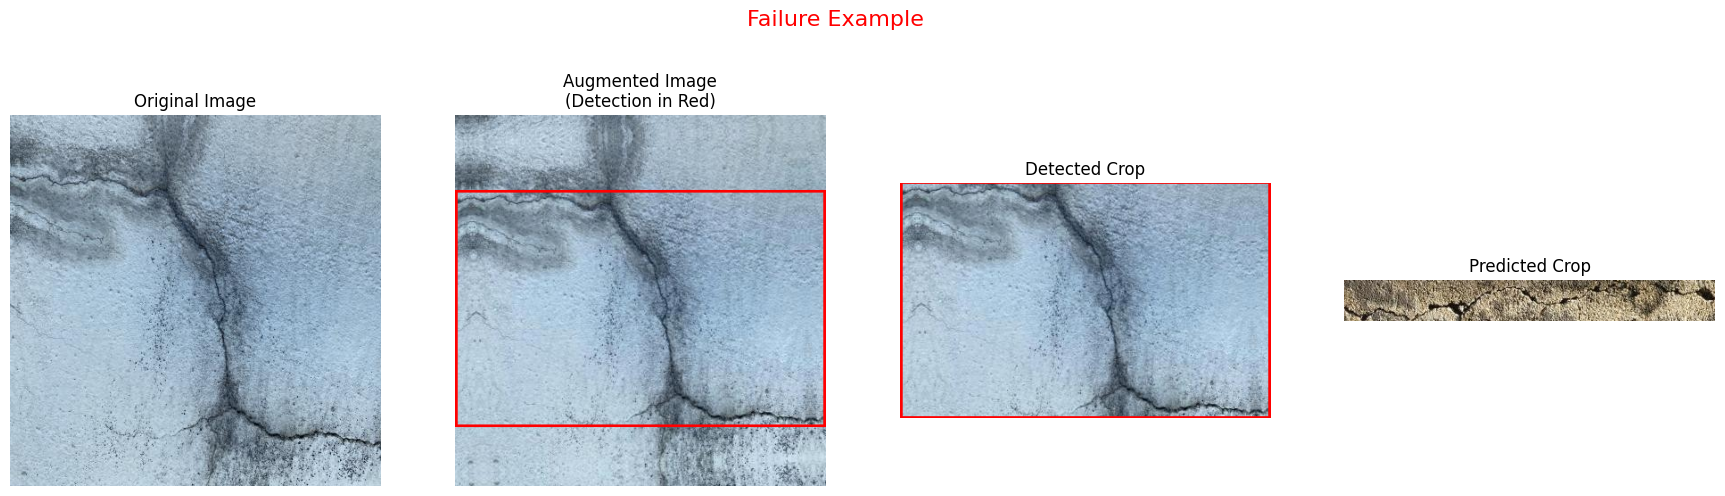 Failure Example
Original Image
Augmented Image
(Detection in Red)
Detected Crop
Predicted Crop